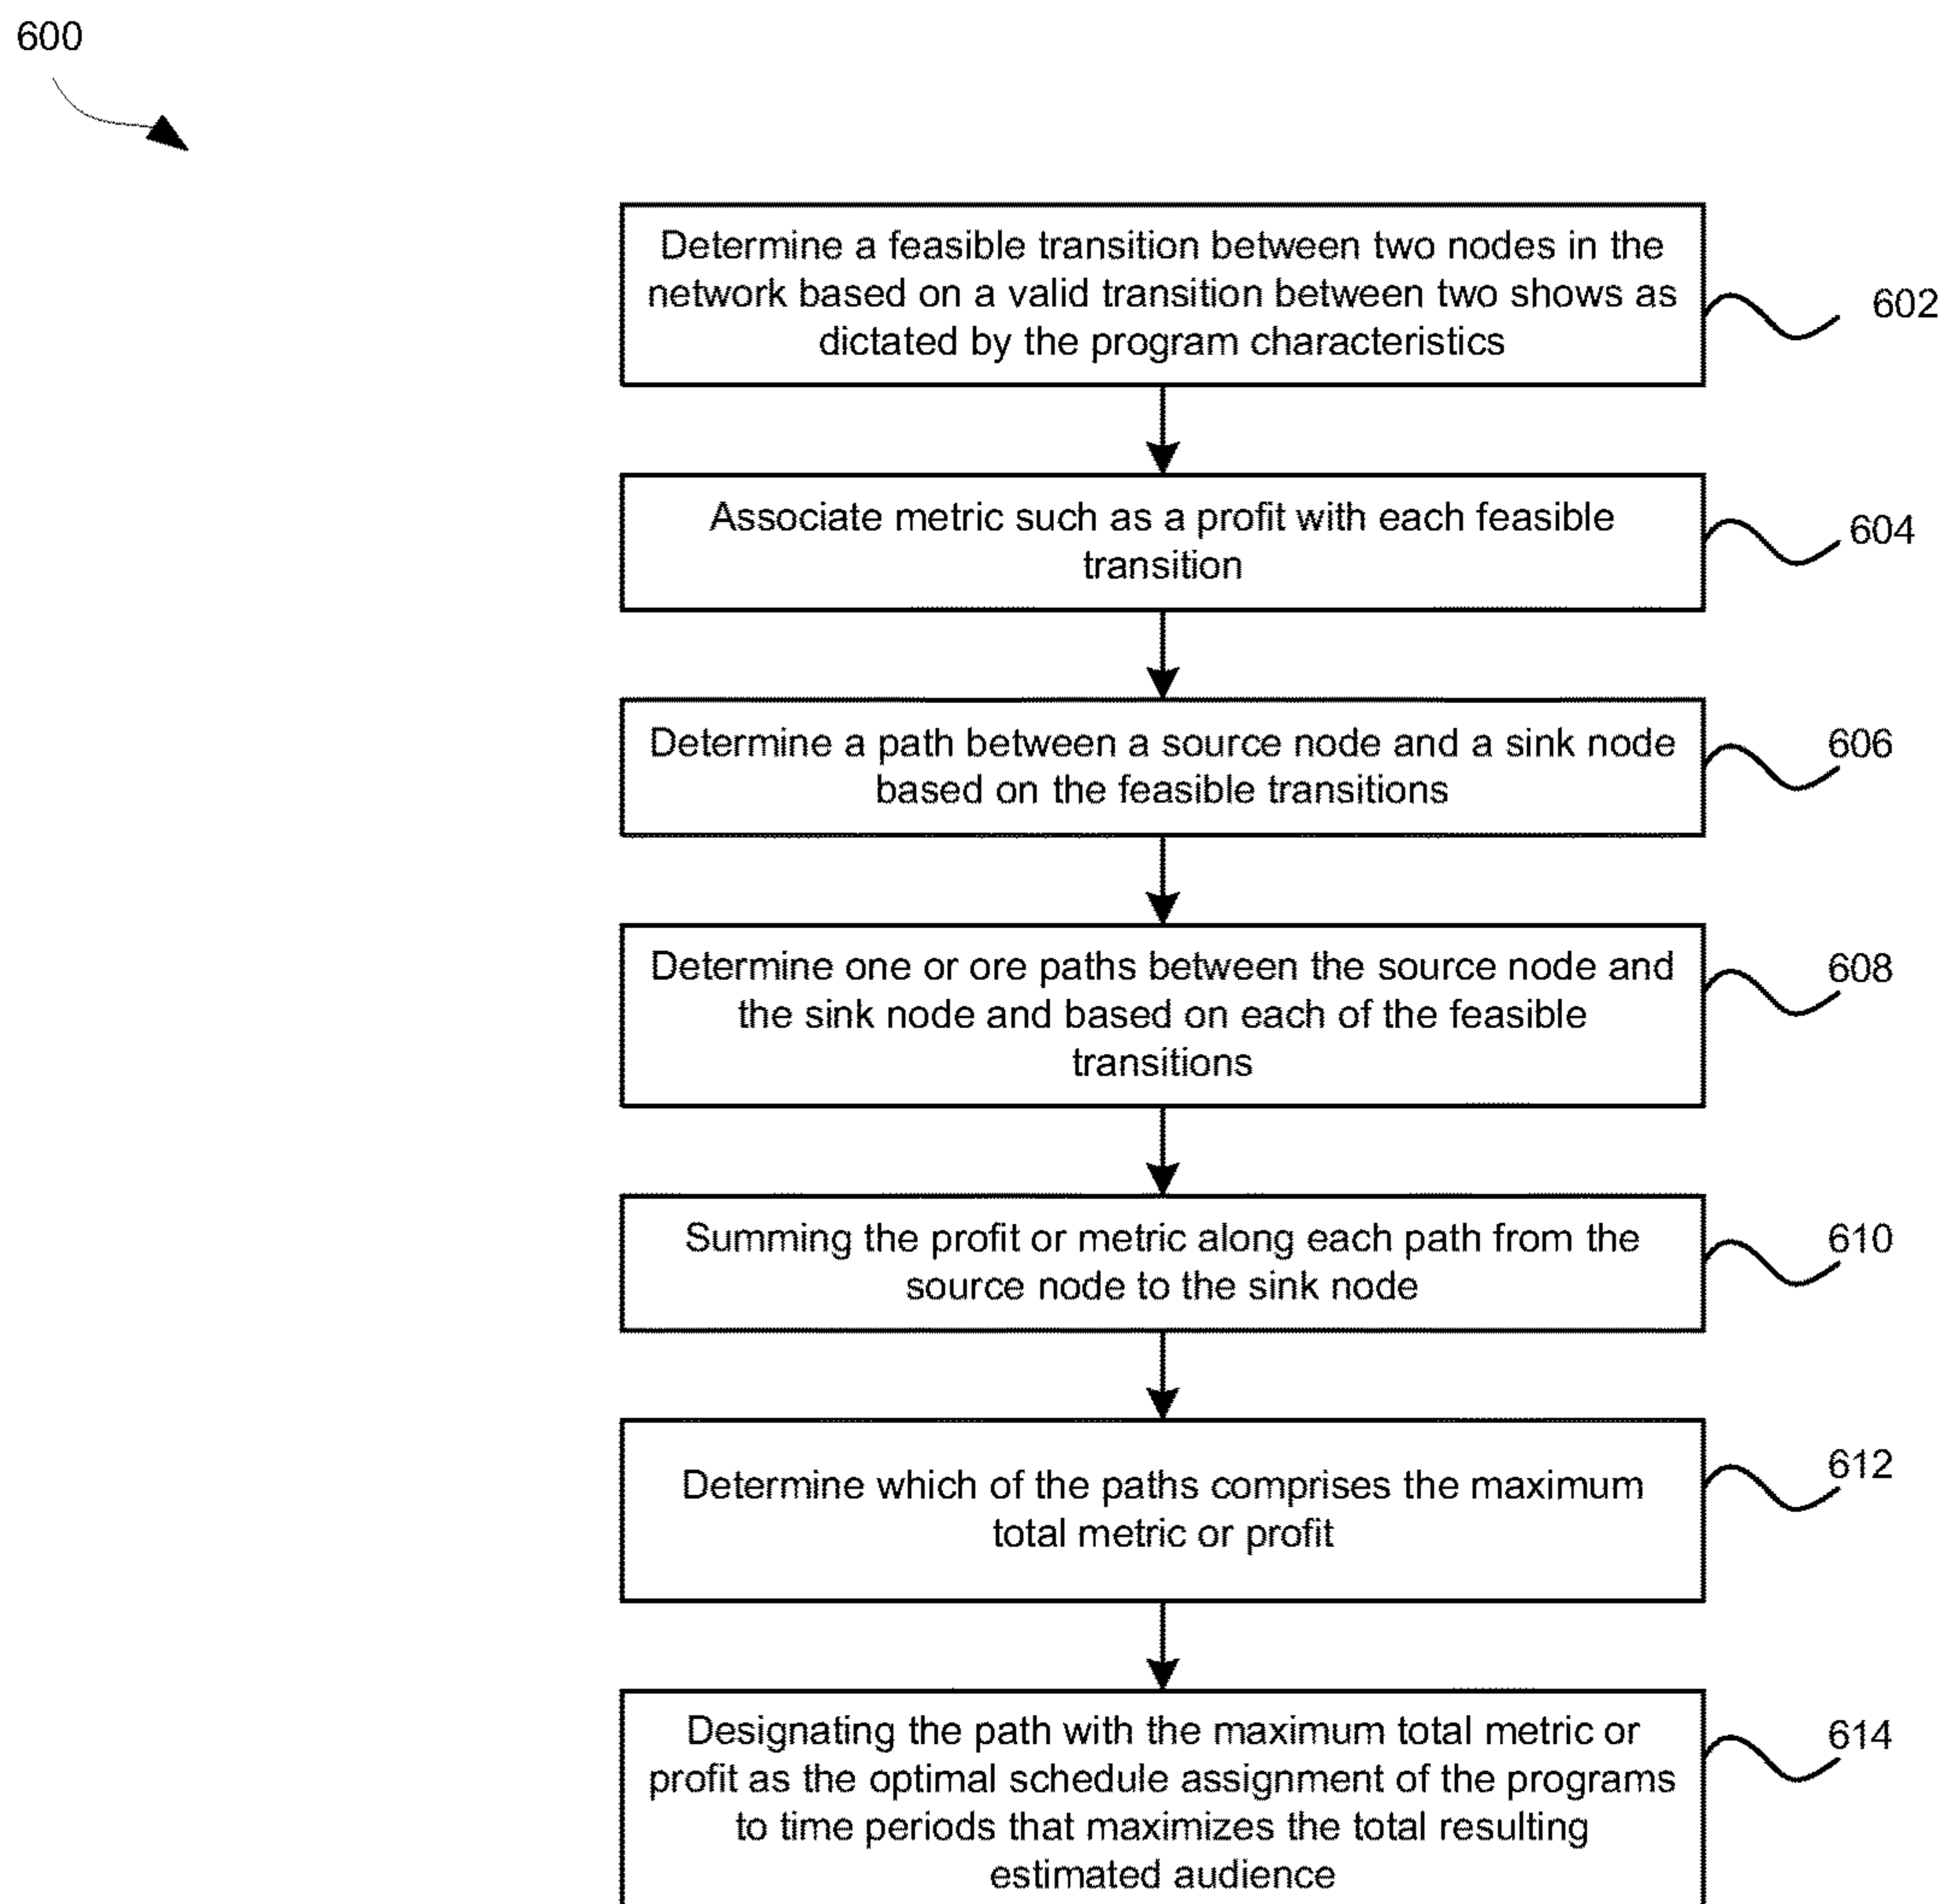 600
Determine a feasible transition between two nodes in the
network based on a valid transition between two shows as
dictated by the program characteristics
602
Associate metric such as a profit with each feasible
transition
604
Determine a path between a source node and a sink node
based on the feasible transitions
606
Determine one or ore paths between the source node and
the sink node and based on each of the feasible
transitions
608
Summing the profit or metric along each path from the
source node to the sink node
610
Determine which of the paths comprises the maximum
total metric or profit
612
Designating the path with the maximum total metric or
profit as the optimal schedule assignment of the programs
to time periods that maximizes the total resulting
estimated audience
614